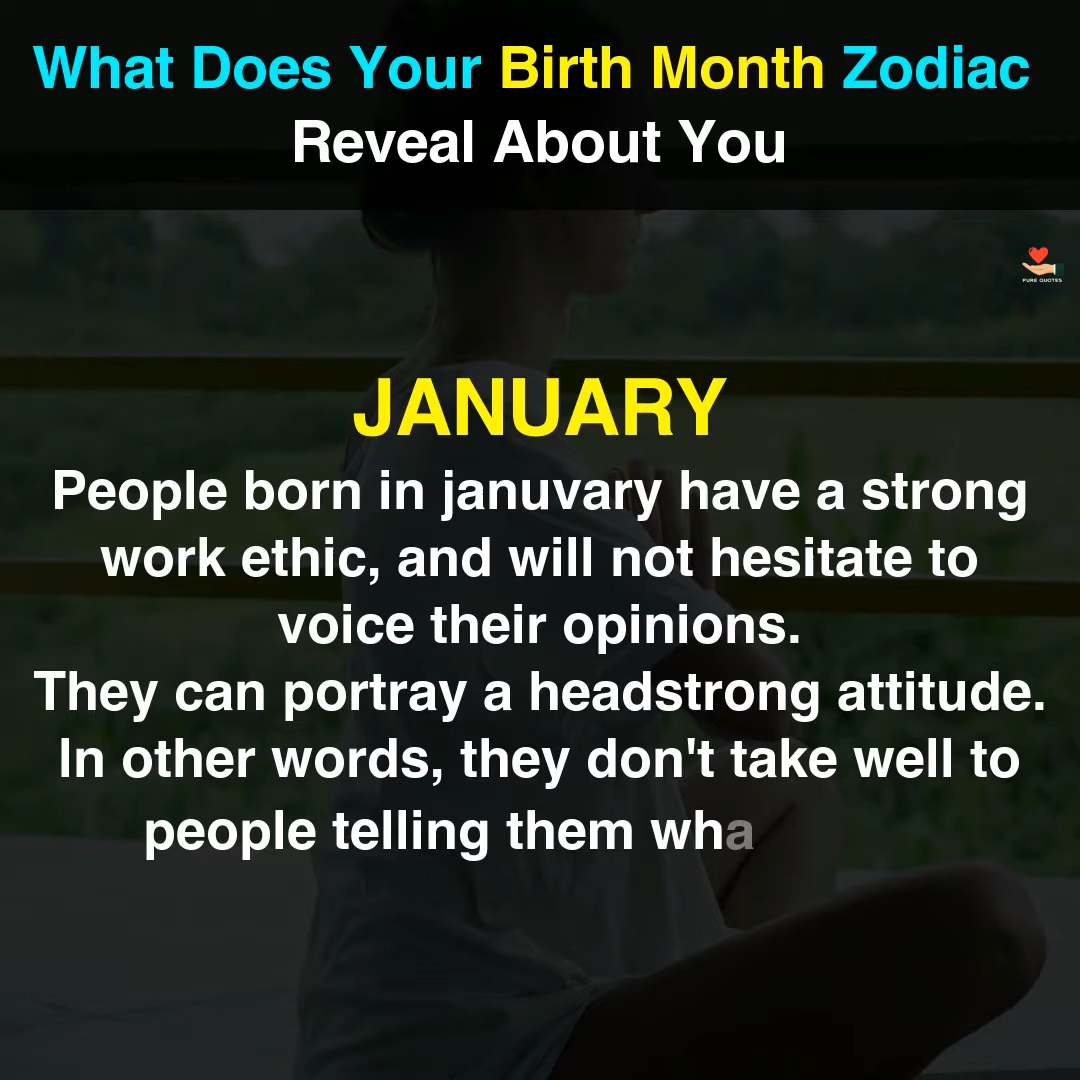 What Does Your Birth Month Zodiac
Reveal About You
PURE QUOTES
JANUARY
People born in januvary have a strong
work ethic, and will not hesitate to
voice their opinions.
They can portray a headstrong attitude.
In other words, they don't take well to
people telling them wha